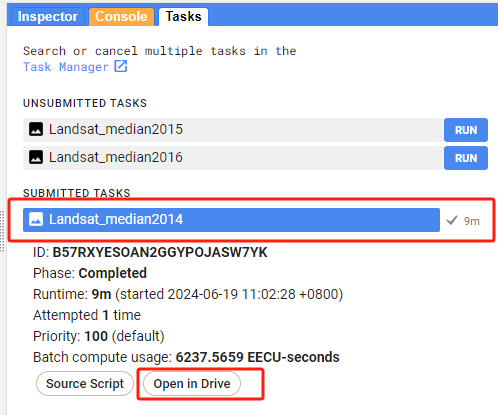 Inspector Console Tasks
Search or cancel multiple tasks in the
Task Manager
UNSUBMITTED TASKS
Landsat_median2015 RUN
Landsat_median2016 RUN
SUBMITTED TASKS
Landsat_median2014 9m
ID: B57RXYESOAN2GGYPOJASW7YK
Phase: Completed
Runtime: 9m (started 2024-06-19 11:02:28 +0800)
Attempted 1 time
Priority: 100 (default)
Batch compute usage: 6237.5659 EECU-seconds
Source Script Open in Drive